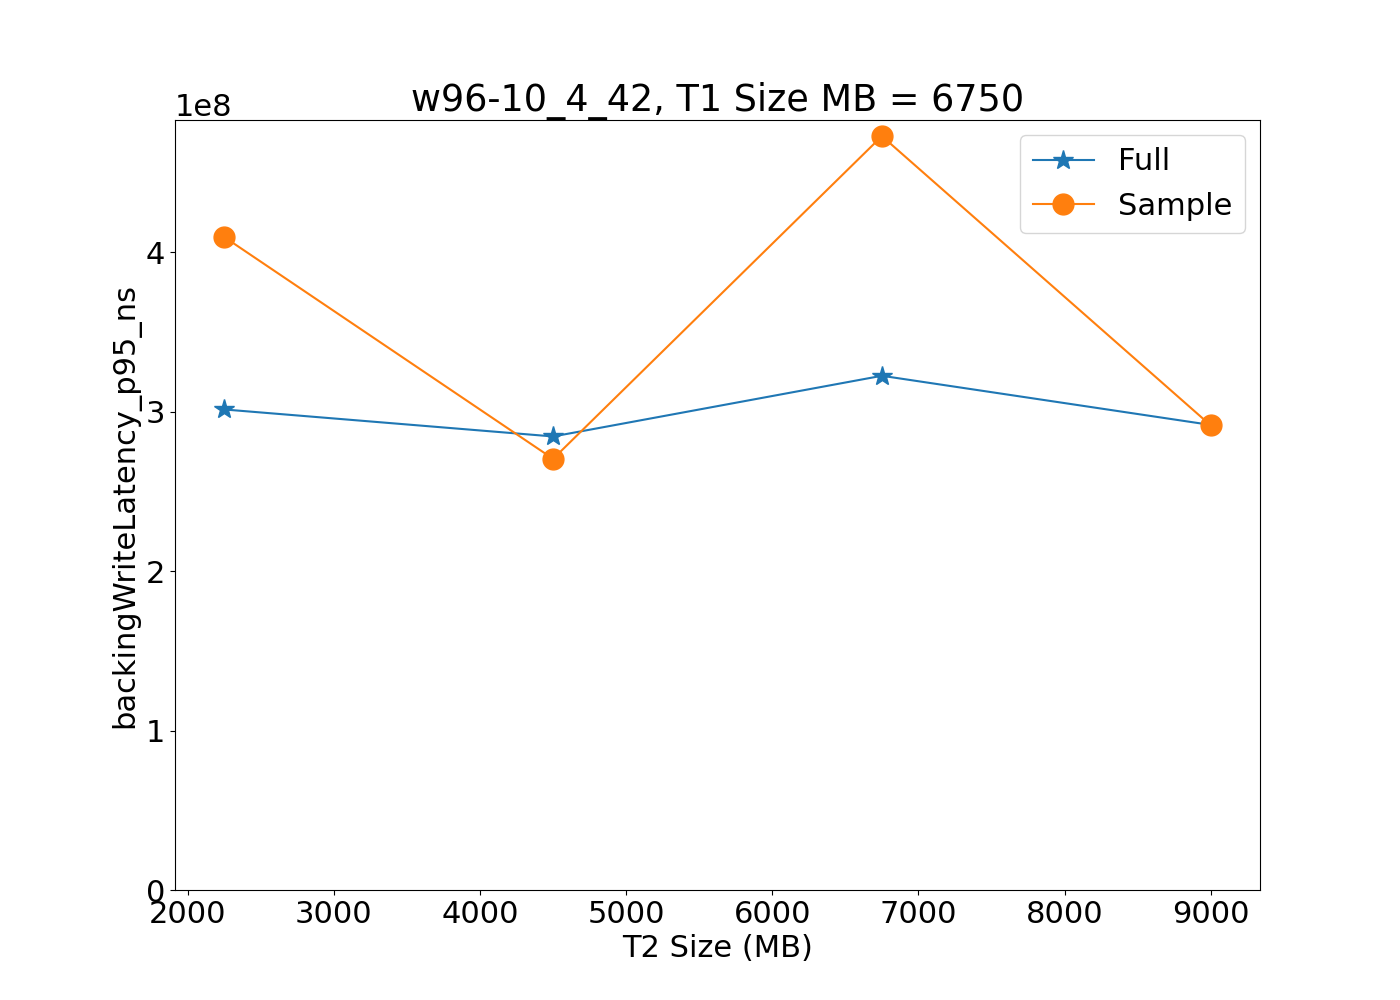 w96-10_4_42, T1 Size MB = 6750
1e8
Full
Sample
4
3
2
1
0
backingWriteLatency_p95_ns
2000 3000 4000 5000 6000 7000 8000 9000
T2 Size (MB)